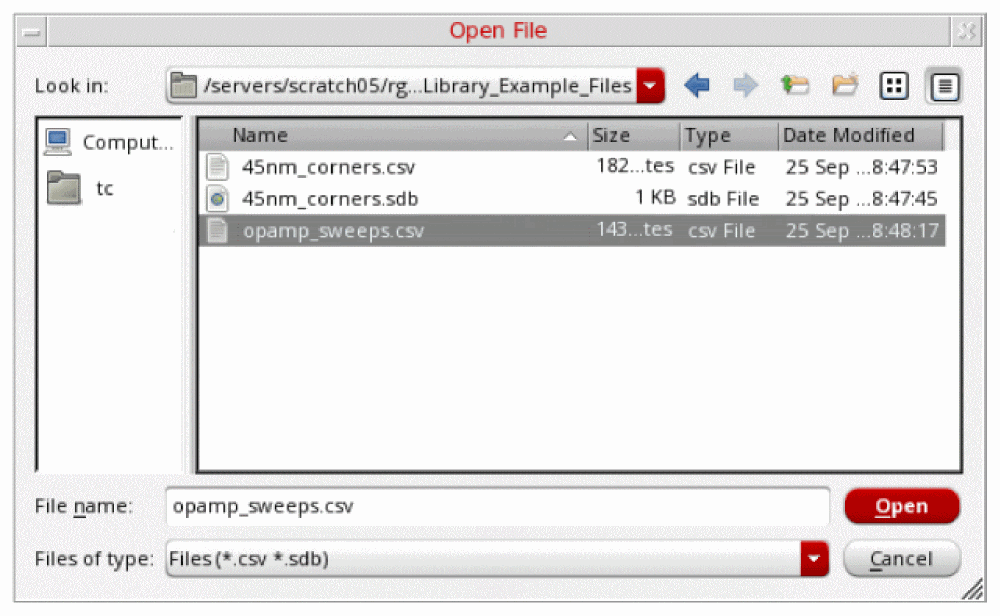 Open File
Look in: /servers/scratch05/rg...Library_Example_Files
Comput...
tc
Name Size Type Date Modified
45nm_corners.csv 182...tes csv File 25 Sep ...8:47:53
45nm_corners.sdb 1 KB sdb File 25 Sep ...8:47:45
opamp_sweeps.csv 143...tes csv File 25 Sep ...8:48:17
File name: opamp_sweeps.csv Open
Files of type: Files (*.csv *.sdb) Cancel